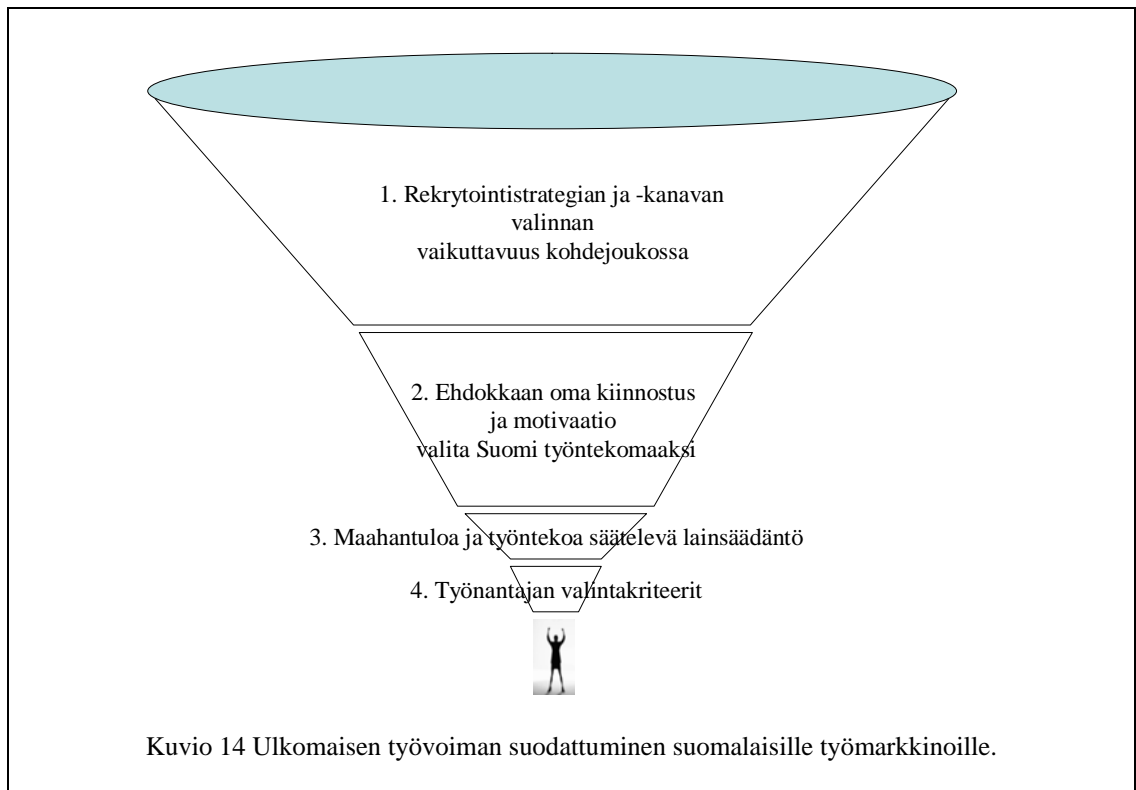 1. Rekrytointistrategian ja -kanavan
valinnan
vaikuttavuus kohdejoukossa
2. Ehdokkaan oma kiinnostus
ja motivaatio
valita Suomi työntekomaaksi
3. Maahantuloa ja työntekoa säätelevä lainsäädäntö
4. Työnantajan valintakriteerit
Kuvio 14 Ulkomaisen työvoiman suodattuminen suomalaisille työmarkkinoille.